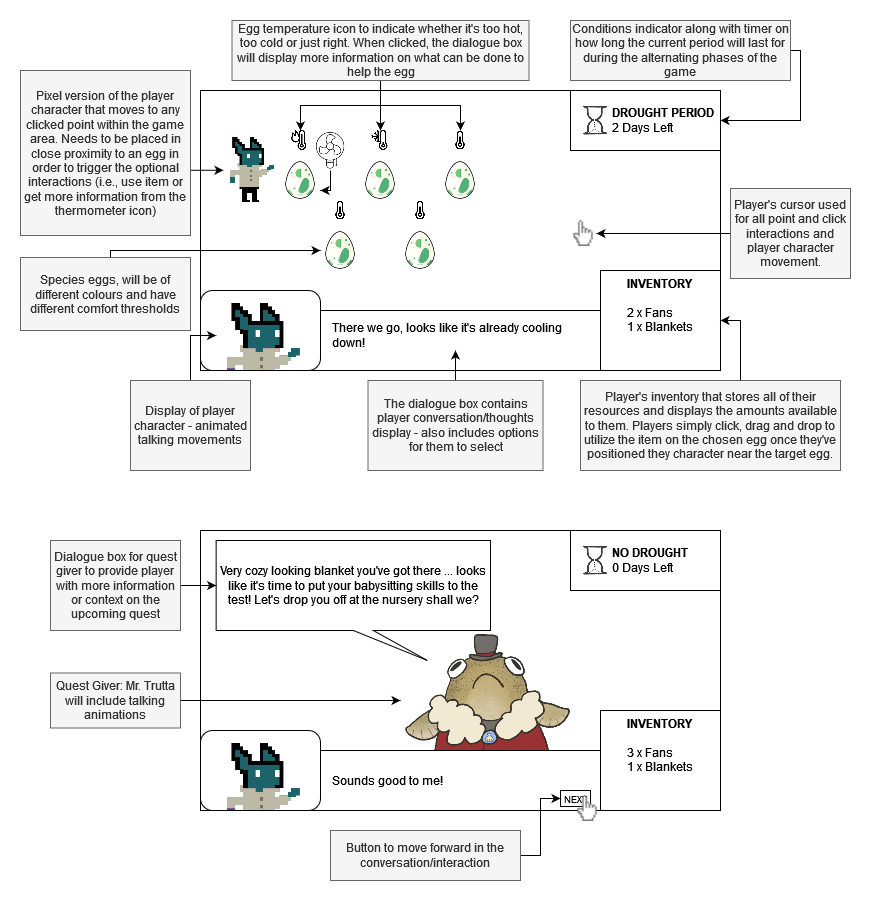 Egg temperature icon to indicate whether it's too hot,
too cold or just right. When clicked, the dialogue box
will display more information on what can be done to
help the egg
Conditions indicator along with timer on
how long the current period will last for
during the alternating phases of the
game
Pixel version of the player
character that moves to any
clicked point within the game
area. Needs to be placed in
close proximity to an egg in
order to trigger the optional
interactions (i.e., use item or
get more information from the
thermometer icon)
DROUGHT PERIOD
2 Days Left
Player's cursor used
for all point and click
interactions and
player character
movement.
Species eggs, will be of
different colours and have
different comfort thresholds
INVENTORY
2 x Fans
1 x Blankets
There we go, looks like it's already cooling
down!
Display of player
character - animated
talking movements
The dialogue box contains
player conversation/thoughts
display - also includes options
for them to select
Player's inventory that stores all of their
resources and displays the amounts available
to them. Players simply click, drag and drop to
utilize the item on the chosen egg once they've
positioned they character near the target egg.
Dialogue box for quest
giver to provide player
with more information
or context on the
upcoming quest
Very cozy looking blanket you've got there ... looks
like it's time to put your babysitting skills to the
test! Let's drop you off at the nursery shall we?
NO DROUGHT
0 Days Left
Quest Giver: Mr. Trutta
will include talking
animations
INVENTORY
3 x Fans
1 x Blankets
Sounds good to me!
NEXT
Button to move forward in the
conversation/interaction